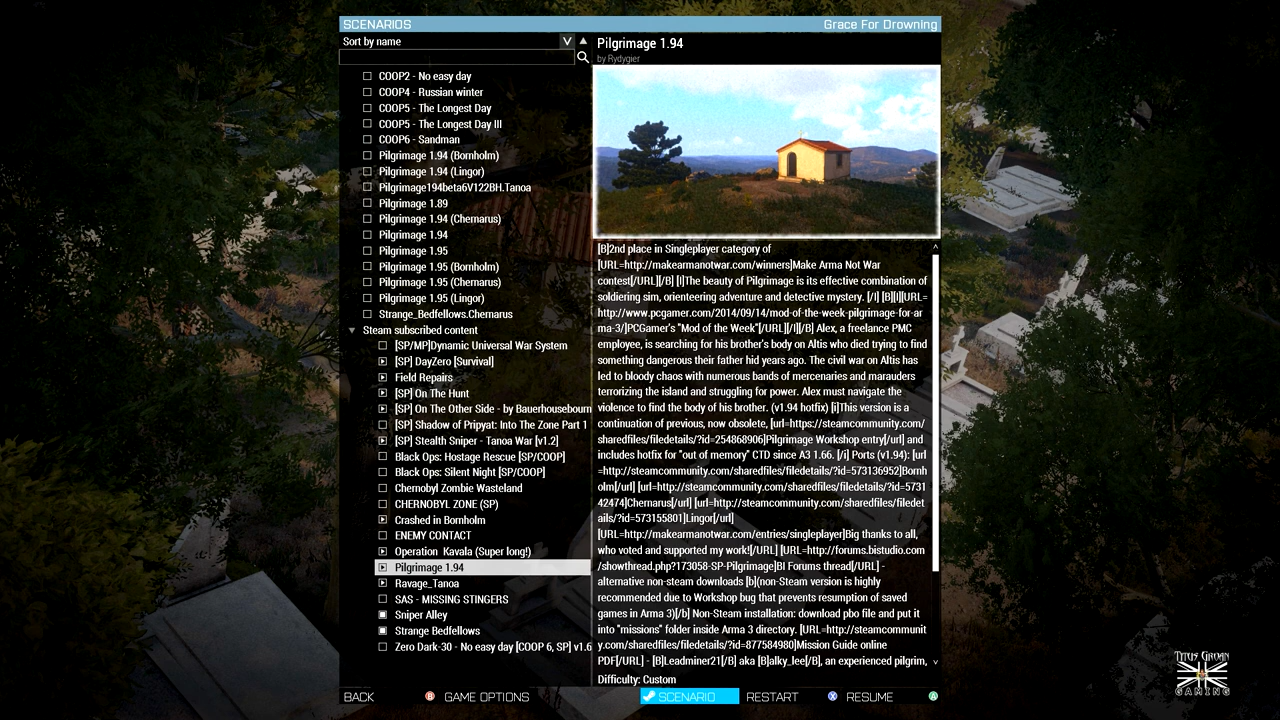 SCENARIOS
Grace For Drowning
Sort by name
COOP2 - No easy day
COOP4 - Russian winter
COOP5 - The Longest Day
COOP5 - The Longest Day III
COOP6 - Sandman
Pilgrimage 1.94 (Bornholm)
Pilgrimage 1.94 (Lingor)
Pilgrimage194beta6V122BH.Tanoa
Pilgrimage 1.89
Pilgrimage 1.94 (Chernarus)
Pilgrimage 1.94
Pilgrimage 1.95
Pilgrimage 1.95 (Bornholm)
Pilgrimage 1.95 (Chernarus)
Pilgrimage 1.95 (Lingor)
Strange_Bedfellows.Chernarus
Steam subscribed content
[SP/MP]Dynamic Universal War System
[SP] DayZero [Survival]
Field Repairs
[SP] On The Hunt
[SP] On The Other Side - by Bauerhousebourn
[SP] Shadow of Pripyat: Into The Zone Part 1
[SP] Stealth Sniper - Tanoa War [v1.2]
Black Ops: Hostage Rescue [SP/COOP]
Black Ops: Silent Night [SP/COOP]
Chernobyl Zombie Wasteland
CHERNOBYL ZONE (SP)
Crashed in Bornholm
ENEMY CONTACT
Operation Kavala (Super long!)
Pilgrimage 1.94
Ravage_Tanoa
SAS - MISSING STINGERS
Sniper Alley
Strange Bedfellows
Zero Dark-30 - No easy day [COOP 6, SP] v1.6
Pilgrimage 1.94
by Rydygier
[B]2nd place in Singleplayer category of
[URL=http://makearmanotwar.com/winners]Make Arma Not War
contest[/URL][/B] [I]The beauty of Pilgrimage is its effective combination of
soldiering sim, orienteering adventure and detective mystery. [/I] [B][I][URL=
http://www.pcgamer.com/2014/09/14/mod-of-the-week-pilgrimage-for-ar
ma-3/]PCGamer's "Mod of the Week"[/URL][/I][/B] Alex, a freelance PMC
employee, is searching for his brother's body on Altis who died trying to find
something dangerous their father hid years ago. The civil war on Altis has
led to bloody chaos with numerous bands of mercenaries and marauders
terrorizing the island and struggling for power. Alex must navigate the
violence to find the body of his brother. (v1.94 hotfix) [i]This version is a
continuation of previous, now obsolete, [url=https://steamcommunity.com/
sharedfiles/filedetails/?id=254868906]Pilgrimage Workshop entry[/url] and
includes hotfix for "out of memory" CTD since A3 1.66. [/i] Ports (v1.94): [url
=http://steamcommunity.com/sharedfiles/filedetails/?id=573136952]Bornh
olm[/url] [url=http://steamcommunity.com/sharedfiles/filedetails/?id=5731
42474]Chernarus[/url] [url=http://steamcommunity.com/sharedfiles/filedet
ails/?id=573155801]Lingor[/url]
[URL=http://makearmanotwar.com/entries/singleplayer]Big thanks to all,
who voted and supported my work![/URL] [URL=http://forums.bistudio.com
/showthread.php?173058-SP-Pilgrimage]BI Forums thread[/URL] -
alternative non-steam downloads [b](non-Steam version is highly
recommended due to Workshop bug that prevents resumption of saved
games in Arma 3)[/b] Non-Steam installation: download pbo file and put it
into "missions" folder inside Arma 3 directory. [URL=http://steamcommunit
y.com/sharedfiles/filedetails/?id=877584980]Mission Guide online
PDF[/URL] - [B]Leadminer21[/B] aka [B]alky_lee[/B], an experienced pilgrim,
Difficulty: Custom
BACK
B GAME OPTIONS
SCENARIO
RESTART
X RESUME
A
TITUS GROAN
GAMING